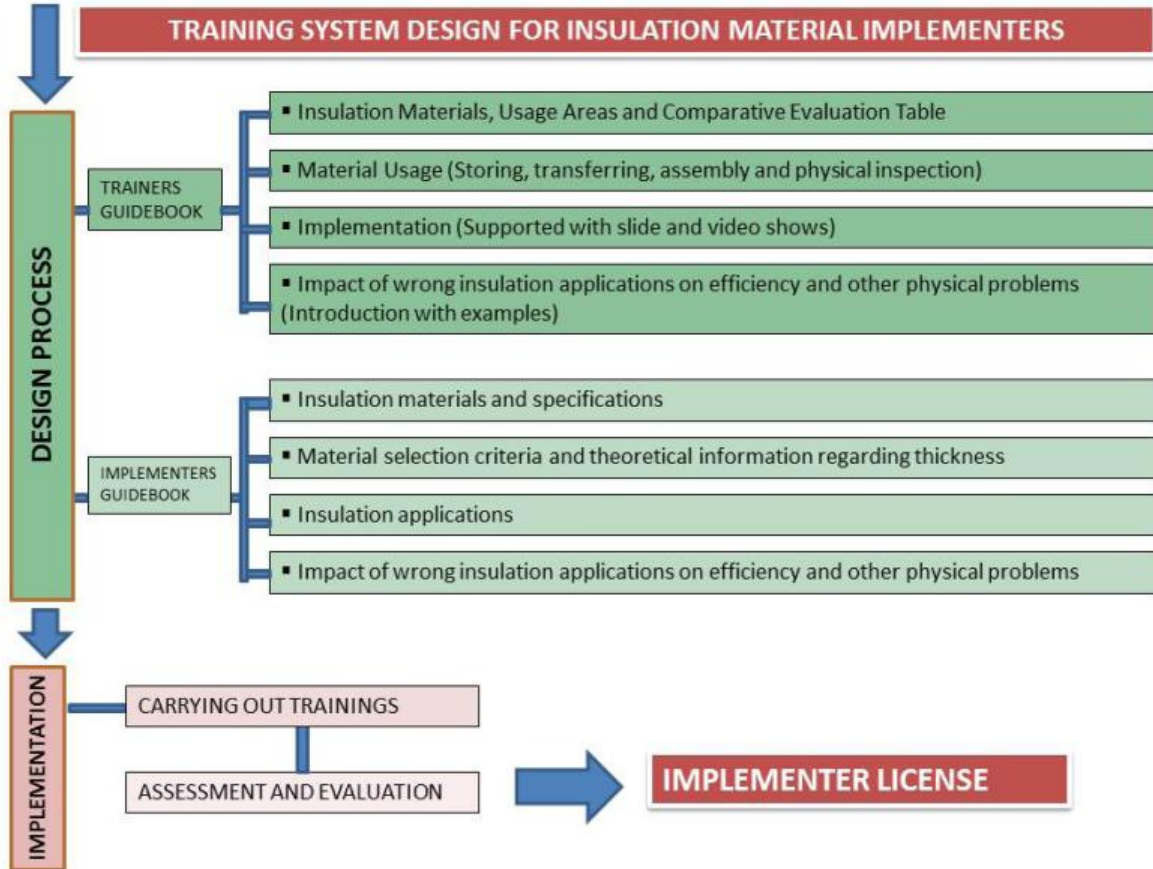 TRAINING SYSTEM DESIGN FOR INSULATION MATERIAL IMPLEMENTERS
DESIGN PROCESS
TRAINERS
GUIDEBOOK
▪ Insulation Materials, Usage Areas and Comparative Evaluation Table
▪ Material Usage (Storing, transferring, assembly and physical inspection)
▪ Implementation (Supported with slide and video shows)
▪ Impact of wrong insulation applications on efficiency and other physical problems
(Introduction with examples)
IMPLEMENTERS
GUIDEBOOK
▪ Insulation materials and specifications
▪ Material selection criteria and theoretical information regarding thickness
▪ Insulation applications
▪ Impact of wrong insulation applications on efficiency and other physical problems
IMPLEMENTATION
CARRYING OUT TRAININGS
ASSESSMENT AND EVALUATION
IMPLEMENTER LICENSE